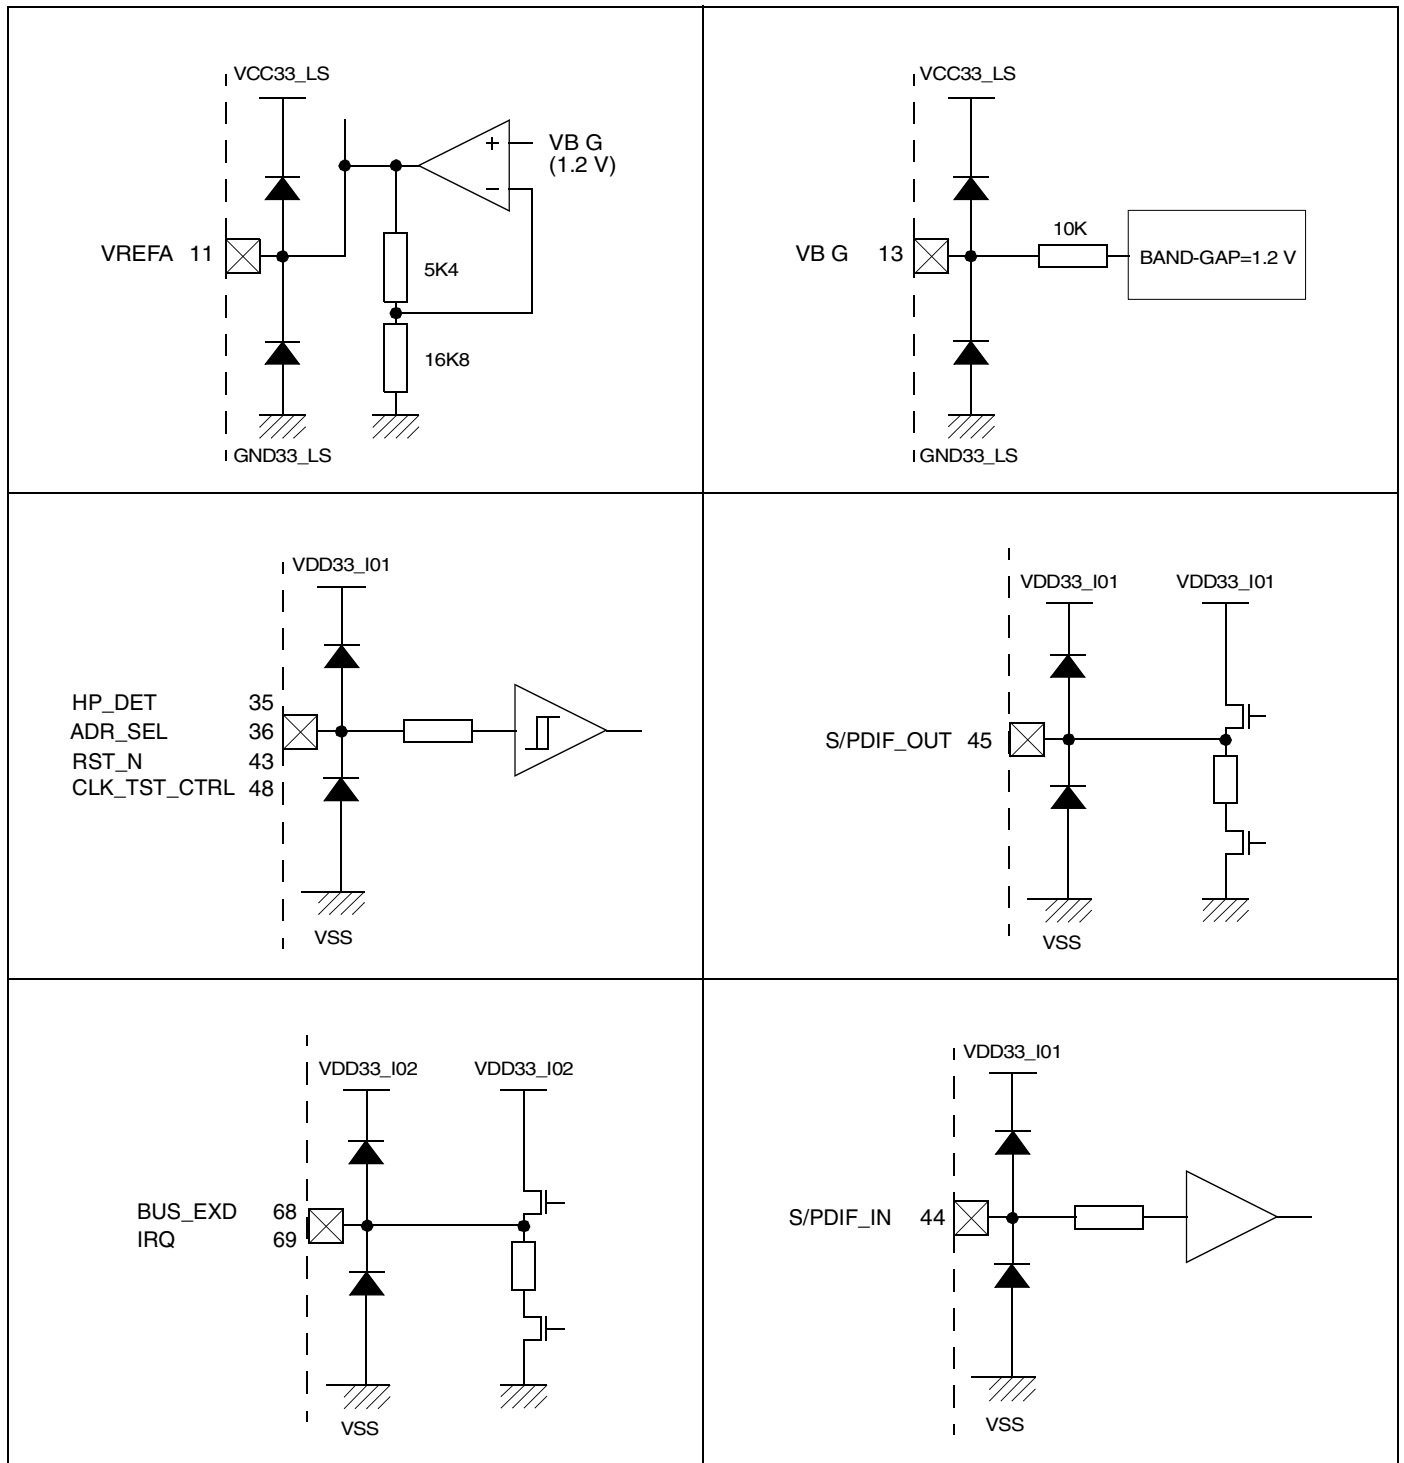 VCC33_LS
VB G
(1.2 V)
+
−
VREFA 11
5K4
16K8
GND33_LS
VCC33_LS
10K
VB G 13
BAND-GAP=1.2 V
GND33_LS
VDD33_I01
HP_DET 35
ADR_SEL 36
RST_N 43
CLK_TST_CTRL 48
VSS
VDD33_I01 VDD33_I01
S/PDIF_OUT 45
VSS
VDD33_I02 VDD33_I02
BUS_EXD 68
IRQ 69
VSS
VDD33_I01
S/PDIF_IN 44
VSS